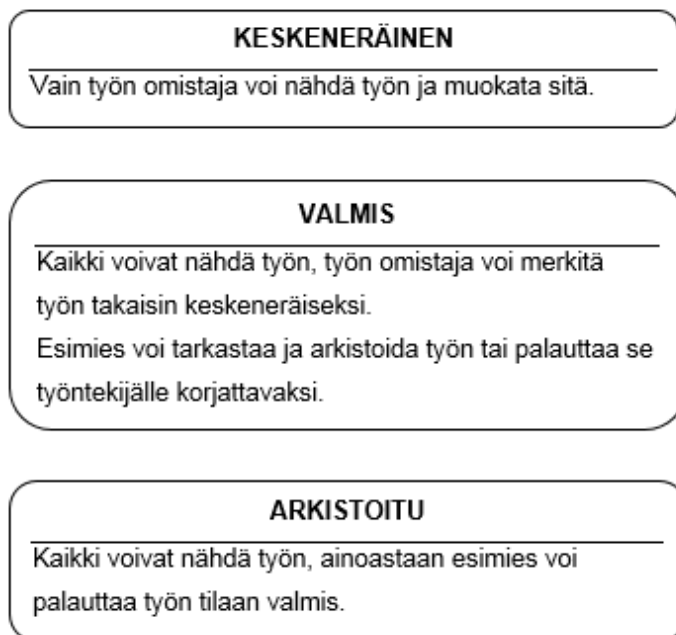 KESKENERÄINEN
Vain työn omistaja voi nähdä työn ja muokata sitä.
VALMIS
Kaikki voivat nähdä työn, työn omistaja voi merkitä
työn takaisin keskeneräiseksi.
Esimies voi tarkastaa ja arkistoida työn tai palauttaa se
työntekijälle korjattavaksi.
ARKISTOITU
Kaikki voivat nähdä työn, ainoastaan esimies voi
palauttaa työn tilaan valmis.